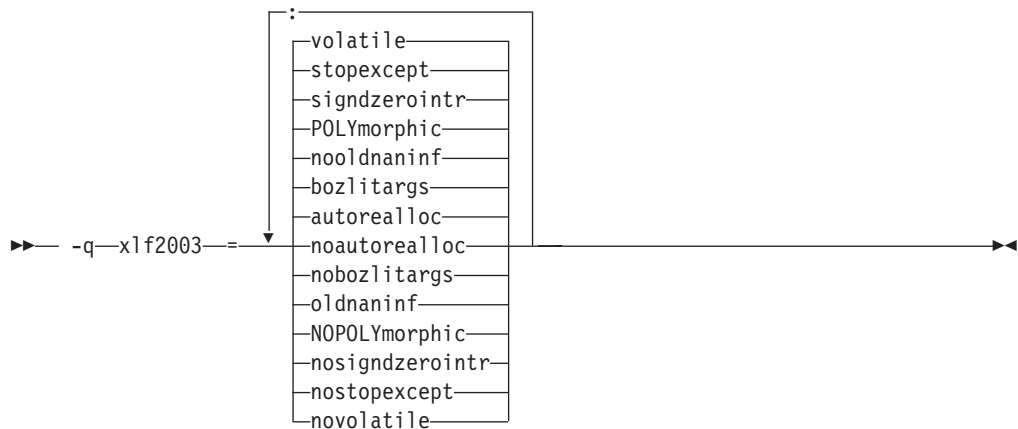 :
volatile
stopexcept
signdzerointr
POLYmorphic
nooldnaninf
bozlitargs
autorealloc
-q xlf2003 = noautorealloc
nobozlitargs
oldnaninf
NOPOLYmorphic
nosigndzerointr
nostopexcept
novolatile